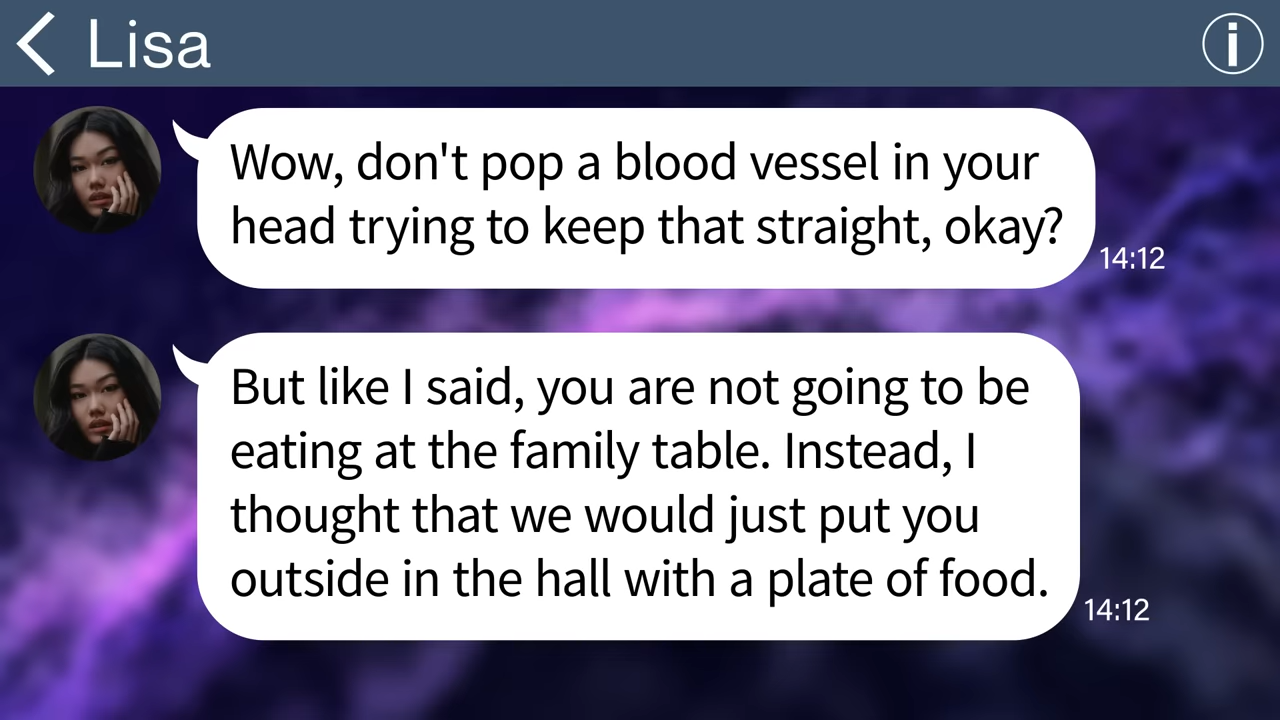 Lisa
Wow, don't pop a blood vessel in your
head trying to keep that straight, okay?
14:12
But like I said, you are not going to be
eating at the family table. Instead, I
thought that we would just put you
outside in the hall with a plate of food.
14:12